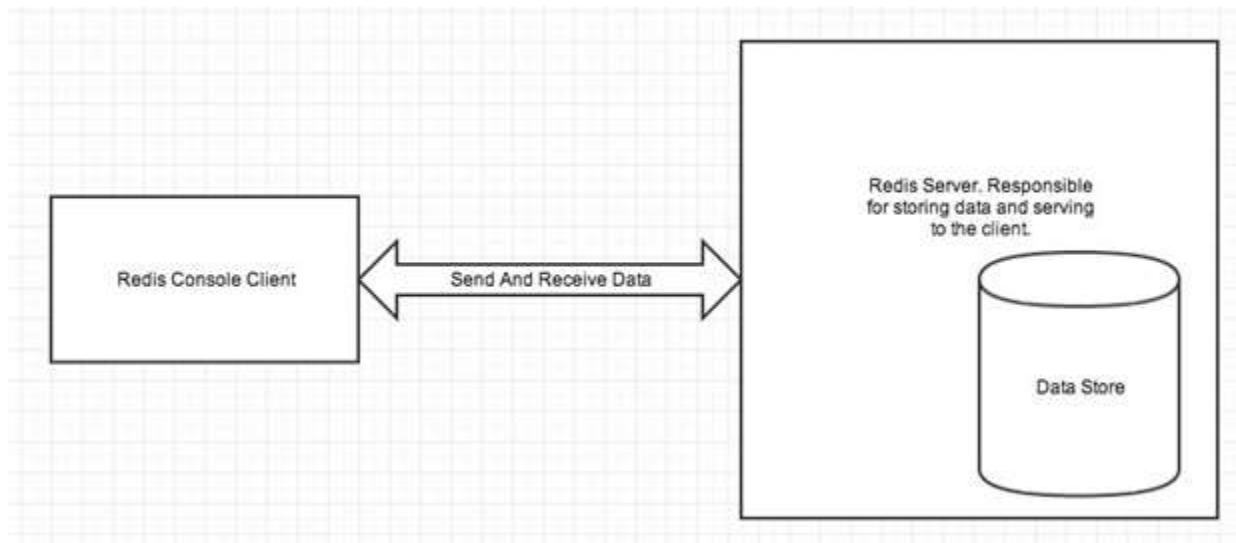 Redis Console Client
Send And Receive Data
Redis Server. Responsible
for storing data and serving
to the client.
Data Store